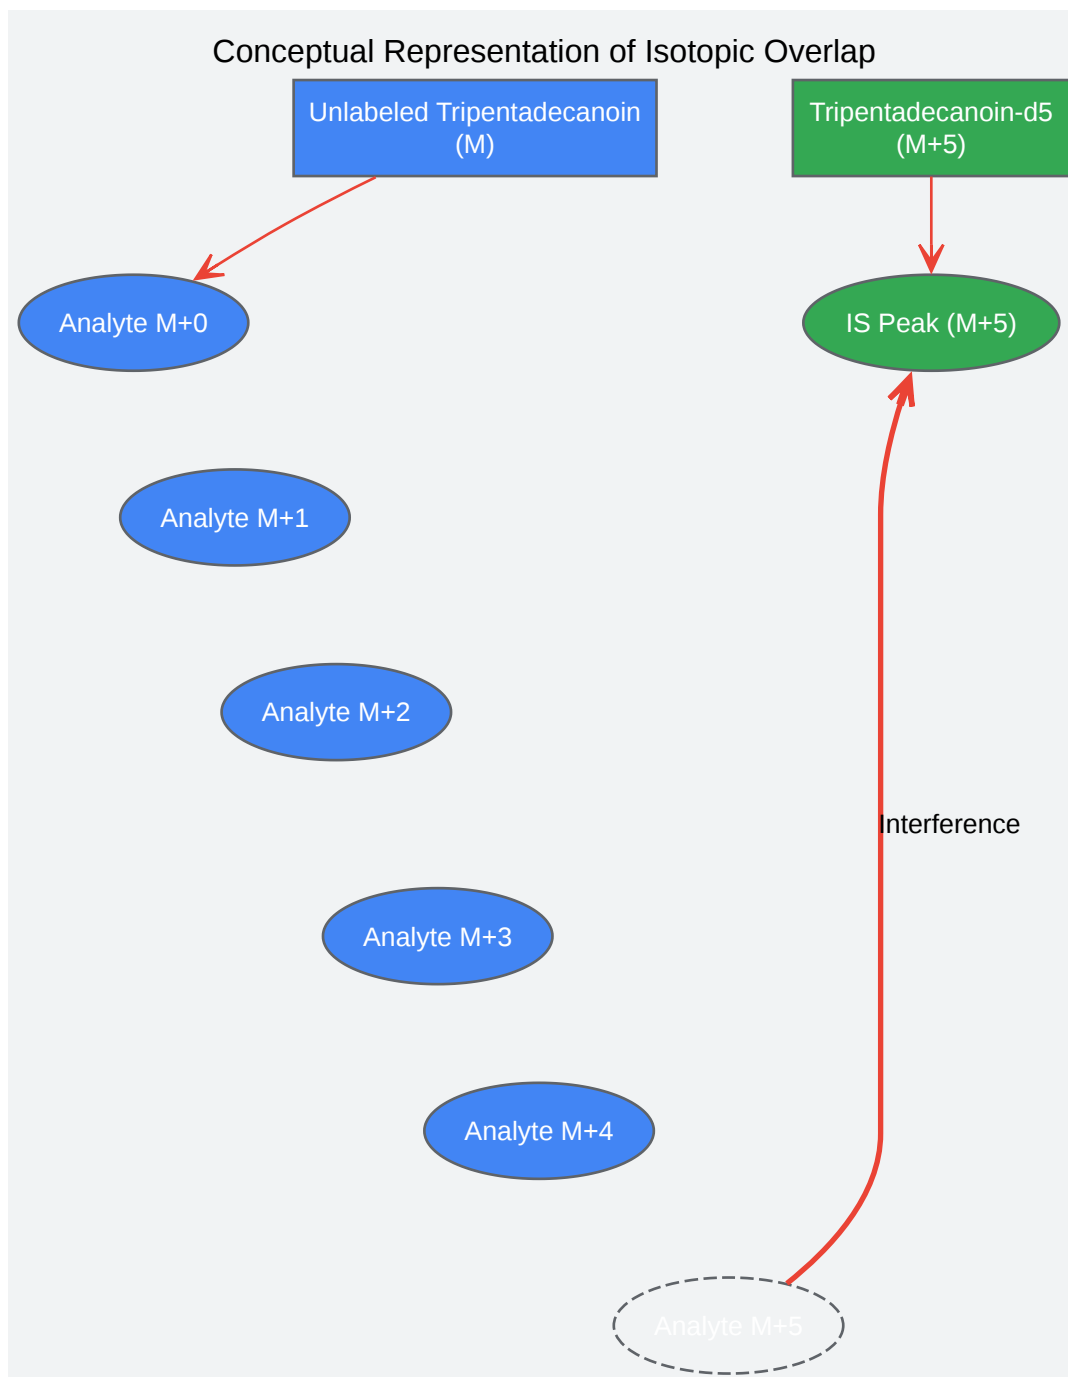 Conceptual Representation of Isotopic Overlap
Unlabeled Tripentadecanoin
(M)
Tripentadecanoin-d5
(M+5)
Analyte M+0
IS Peak (M+5)
Analyte M+1
Analyte M+2
Interference
Analyte M+3
Analyte M+4
Analyte M+5